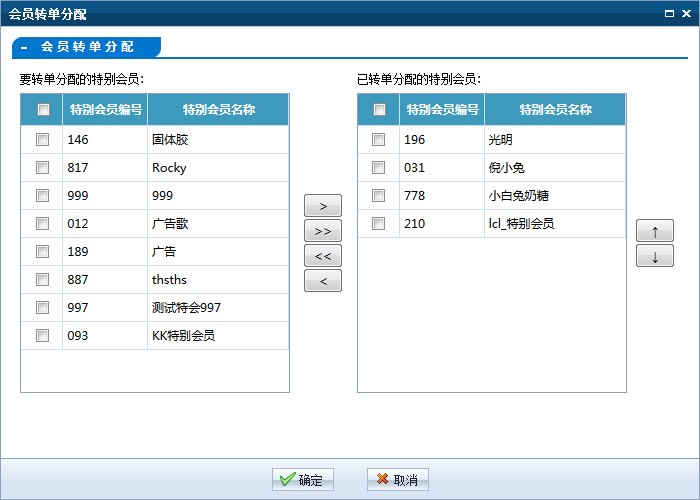 会员转单分配
会员转单分配
要转单分配的特别会员：
特别会员编号 特别会员名称
146 固体胶
817 Rocky
999 999
012 广告歌
189 广告
887 thsths
997 测试特会997
093 KK特别会员
>
>>
<<
<
已转单分配的特别会员：
特别会员编号 特别会员名称
196 光明
031 倪小兔
778 小白兔奶糖
210 lcl_特别会员
↑
↓
确定 取消